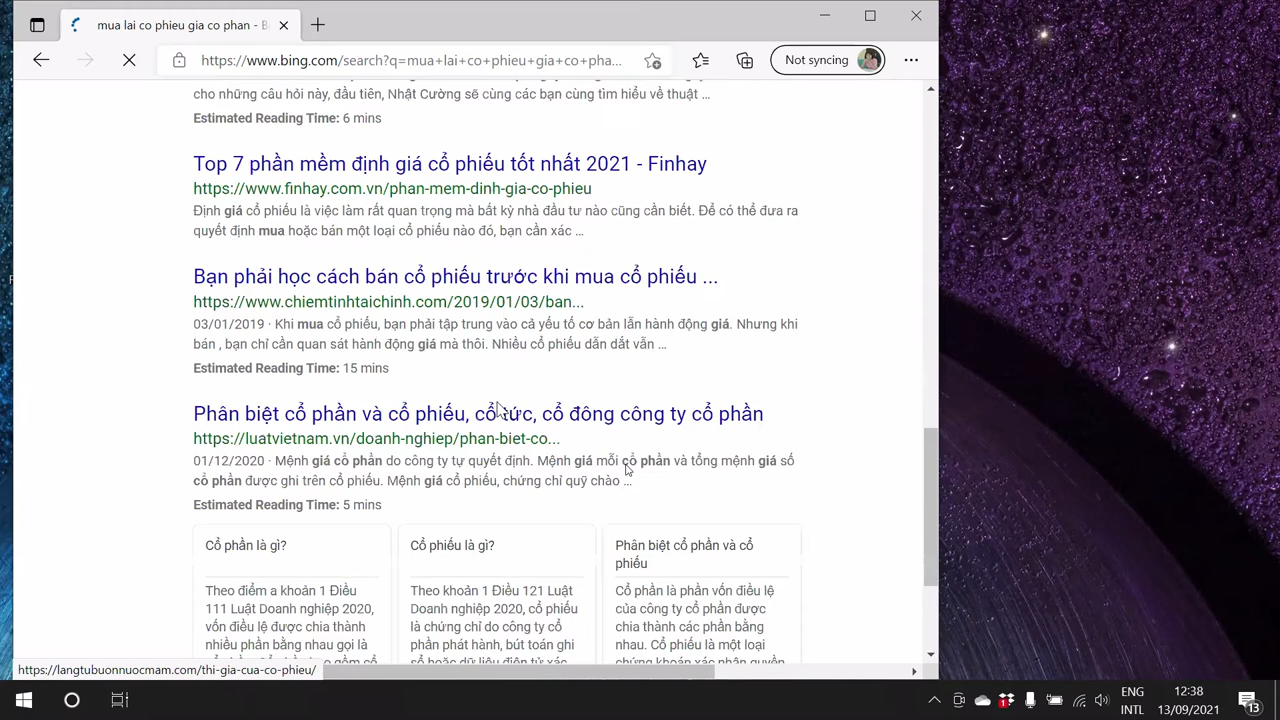 mua lai co phieu gia co phan - B
https://www.bing.com/search?q=mua+lai+co+phieu+gia+co+pha...
Not syncing
cho những câu hỏi này, đầu tiên, Nhật Cường sẽ cùng các bạn cùng tìm hiểu về thuật ...
Estimated Reading Time: 6 mins
Top 7 phần mềm định giá cổ phiếu tốt nhất 2021 - Finhay
https://www.finhay.com.vn/phan-mem-dinh-gia-co-phieu
Định giá cổ phiếu là việc làm rất quan trọng mà bất kỳ nhà đầu tư nào cũng cần biết. Để có thể đưa ra
quyết định mua hoặc bán một loại cổ phiếu nào đó, bạn cần xác ...
Bạn phải học cách bán cổ phiếu trước khi mua cổ phiếu ...
https://www.chiemtinhtaichinh.com/2019/01/03/ban...
03/01/2019 · Khi mua cổ phiếu, bạn phải tập trung vào cả yếu tố cơ bản lẫn hành động giá. Nhưng khi
bán , bạn chỉ cần quan sát hành động giá mà thôi. Nhiều cổ phiếu dẫn dắt vẫn ...
Estimated Reading Time: 15 mins
Phân biệt cổ phần và cổ phiếu, cổ tức, cổ đông công ty cổ phần
https://luatvietnam.vn/doanh-nghiep/phan-biet-co...
01/12/2020 · Mệnh giá cổ phần do công ty tự quyết định. Mệnh giá mỗi cổ phần và tổng mệnh giá số
cổ phần được ghi trên cổ phiếu. Mệnh giá cổ phiếu, chứng chỉ quỹ chào ...
Estimated Reading Time: 5 mins
Cổ phần là gì?
Theo điểm a khoản 1 Điều
111 Luật Doanh nghiệp 2020,
vốn điều lệ được chia thành
nhiều phần bằng nhau gọi là
Cổ phiếu là gì?
Theo khoản 1 Điều 121 Luật
Doanh nghiệp 2020, cổ phiếu
là chứng chỉ do công ty cổ
phần phát hành, bút toán ghi
sổ hoặc dữ liệu điện tử xác
Phân biệt cổ phần và cổ
phiếu
Cổ phần là phần vốn điều lệ
của công ty cổ phần được
chia thành các phần bằng
nhau. Cổ phiếu là một loại
chứng khoán xác nhận quyền
https://langtubuonnuocmam.com/thi-gia-cua-co-phieu/
ENG
INTL
12:38
13/09/2021
13